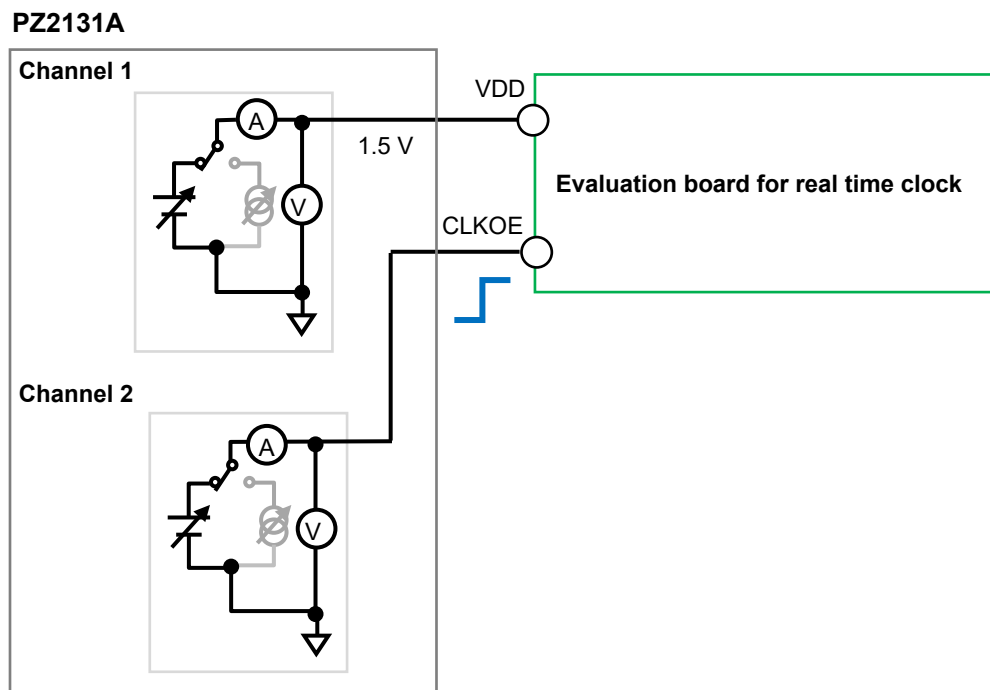 PZ2131A
Channel 1
A
V
1.5 V
VDD
Evaluation board for real time clock
CLKOE
Channel 2
A
V